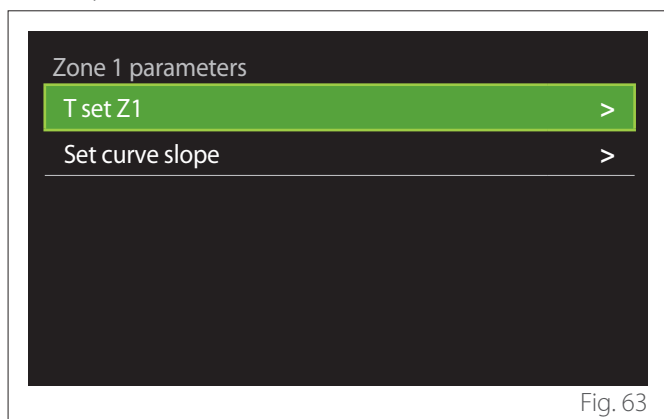 Zone 1 parameters
T set Z1 >
Set curve slope >
Fig. 63